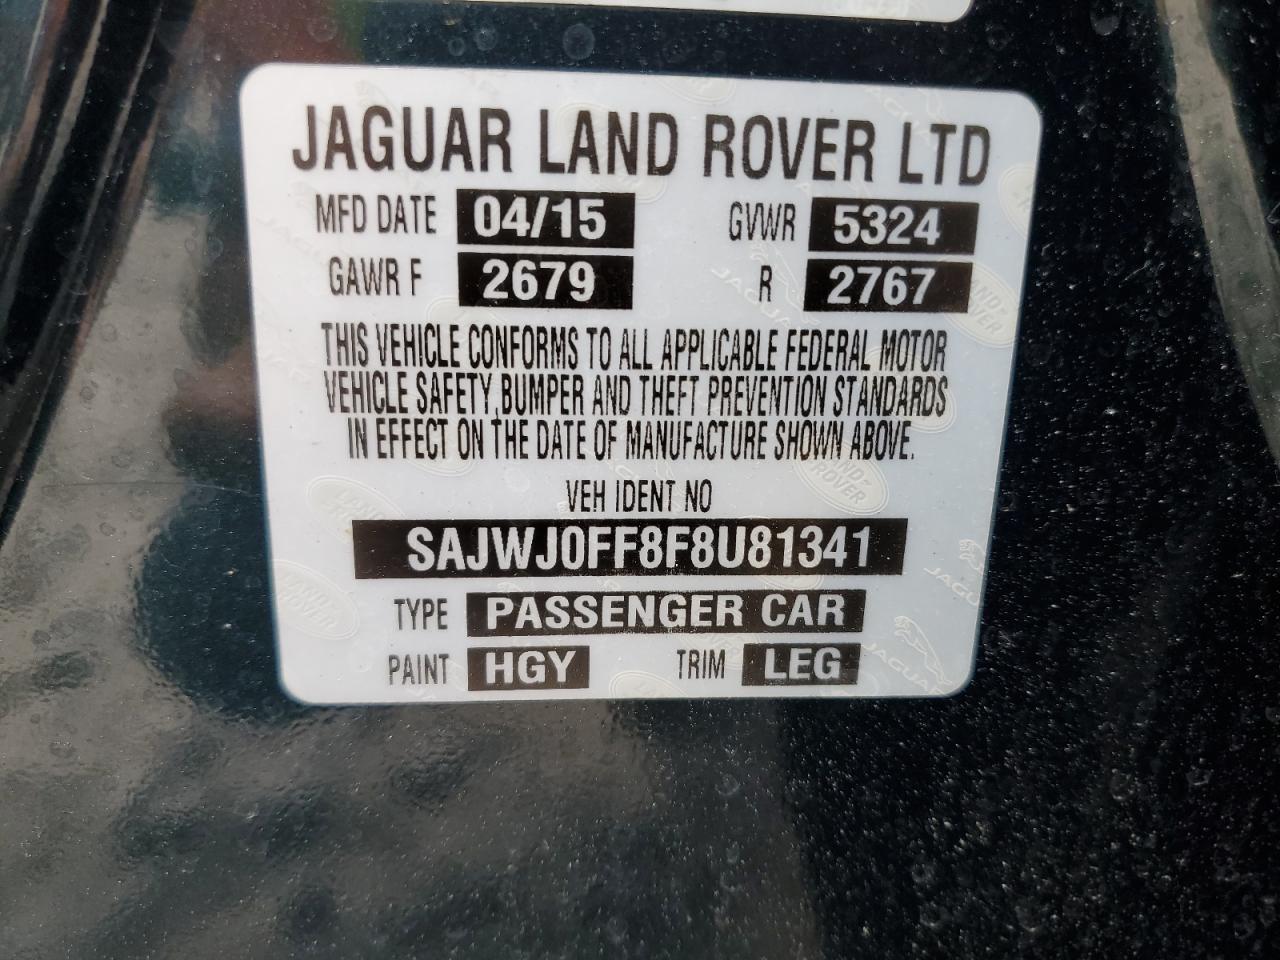 JAGUAR LAND ROVER LTD
MFD DATE 04/15 GVWR 5324
GAWR F 2679 R 2767
THIS VEHICLE CONFORMS TO ALL APPLICABLE FEDERAL MOTOR
VEHICLE SAFETY, BUMPER AND THEFT PREVENTION STANDARDS
IN EFFECT ON THE DATE OF MANUFACTURE SHOWN ABOVE.
VEH IDENT NO
SAJWJ0FF8F8U81341
TYPE PASSENGER CAR
PAINT HGY TRIM LEG